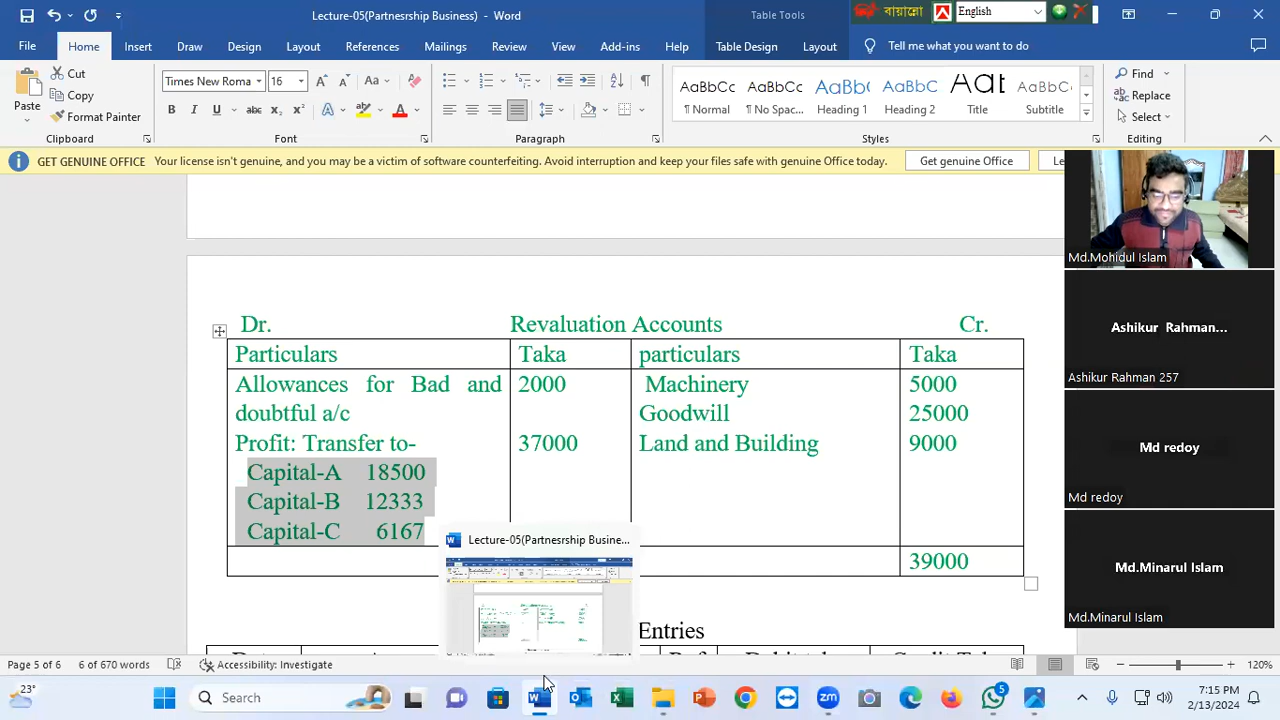 Lecture-05(Partnesrship Business) - Word
Table Tools
বায়ান্নো
English
File
Home
Insert
Draw
Design
Layout
References
Mailings
Review
View
Add-ins
Help
Table Design
Layout
Tell me what you want to do
Paste
Cut
Copy
Format Painter
Clipboard
Times New Roma
16
Font
Paragraph
AaBbCc
¶ Normal
AaBbCc
¶ No Spac...
AaBbCc
Heading 1
AaBbCc
Heading 2
Aat
Title
AaBbCc
Subtitle
Styles
Find
Replace
Select
Editing
GET GENUINE OFFICE Your license isn't genuine, and you may be a victim of software counterfeiting. Avoid interruption and keep your files safe with genuine Office today.
Get genuine Office
Le
Md.Mohidul Islam
Ashikur Rahman...
Ashikur Rahman 257
Md redoy
Md redoy
Md.Minarul Islam
Md.Minarul Islam
Dr. Revaluation Accounts Cr.
Particulars Taka particulars Taka
Allowances for Bad and 2000 Machinery 5000
doubtful a/c Goodwill 25000
Profit: Transfer to- 37000 Land and Building 9000
Capital-A 18500
Capital-B 12333
Capital-C 6167
39000
Lecture-05(Partnesrship Busine...
Entries
Page 5 of 6
6 of 670 words
Accessibility: Investigate
120%
23°
Search
5
7:15 PM
2/13/2024